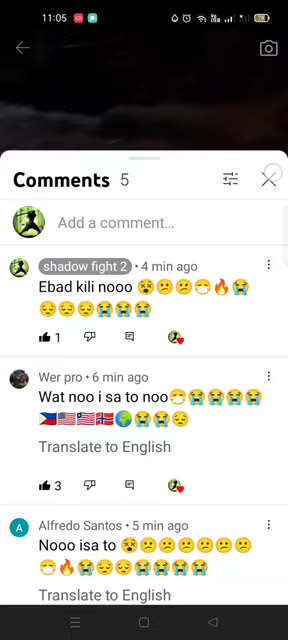 11:05
Comments 5
Add a comment...
shadow fight 2 • 4 min ago
Ebad kili nooo 😵😕😕😷🔥😭
😔😔😔😭😭😭
1
Wer pro • 6 min ago
Wat noo i sa to noo😷😭😭😭😭
🇵🇭🇺🇸🇱🇷🇳🇴🌍😭😭😔
Translate to English
3
A Alfredo Santos • 5 min ago
Nooo isa to 😵😕😕😕😕😕😕
😷🔥😭😔😔😭😭😭😭
Translate to English